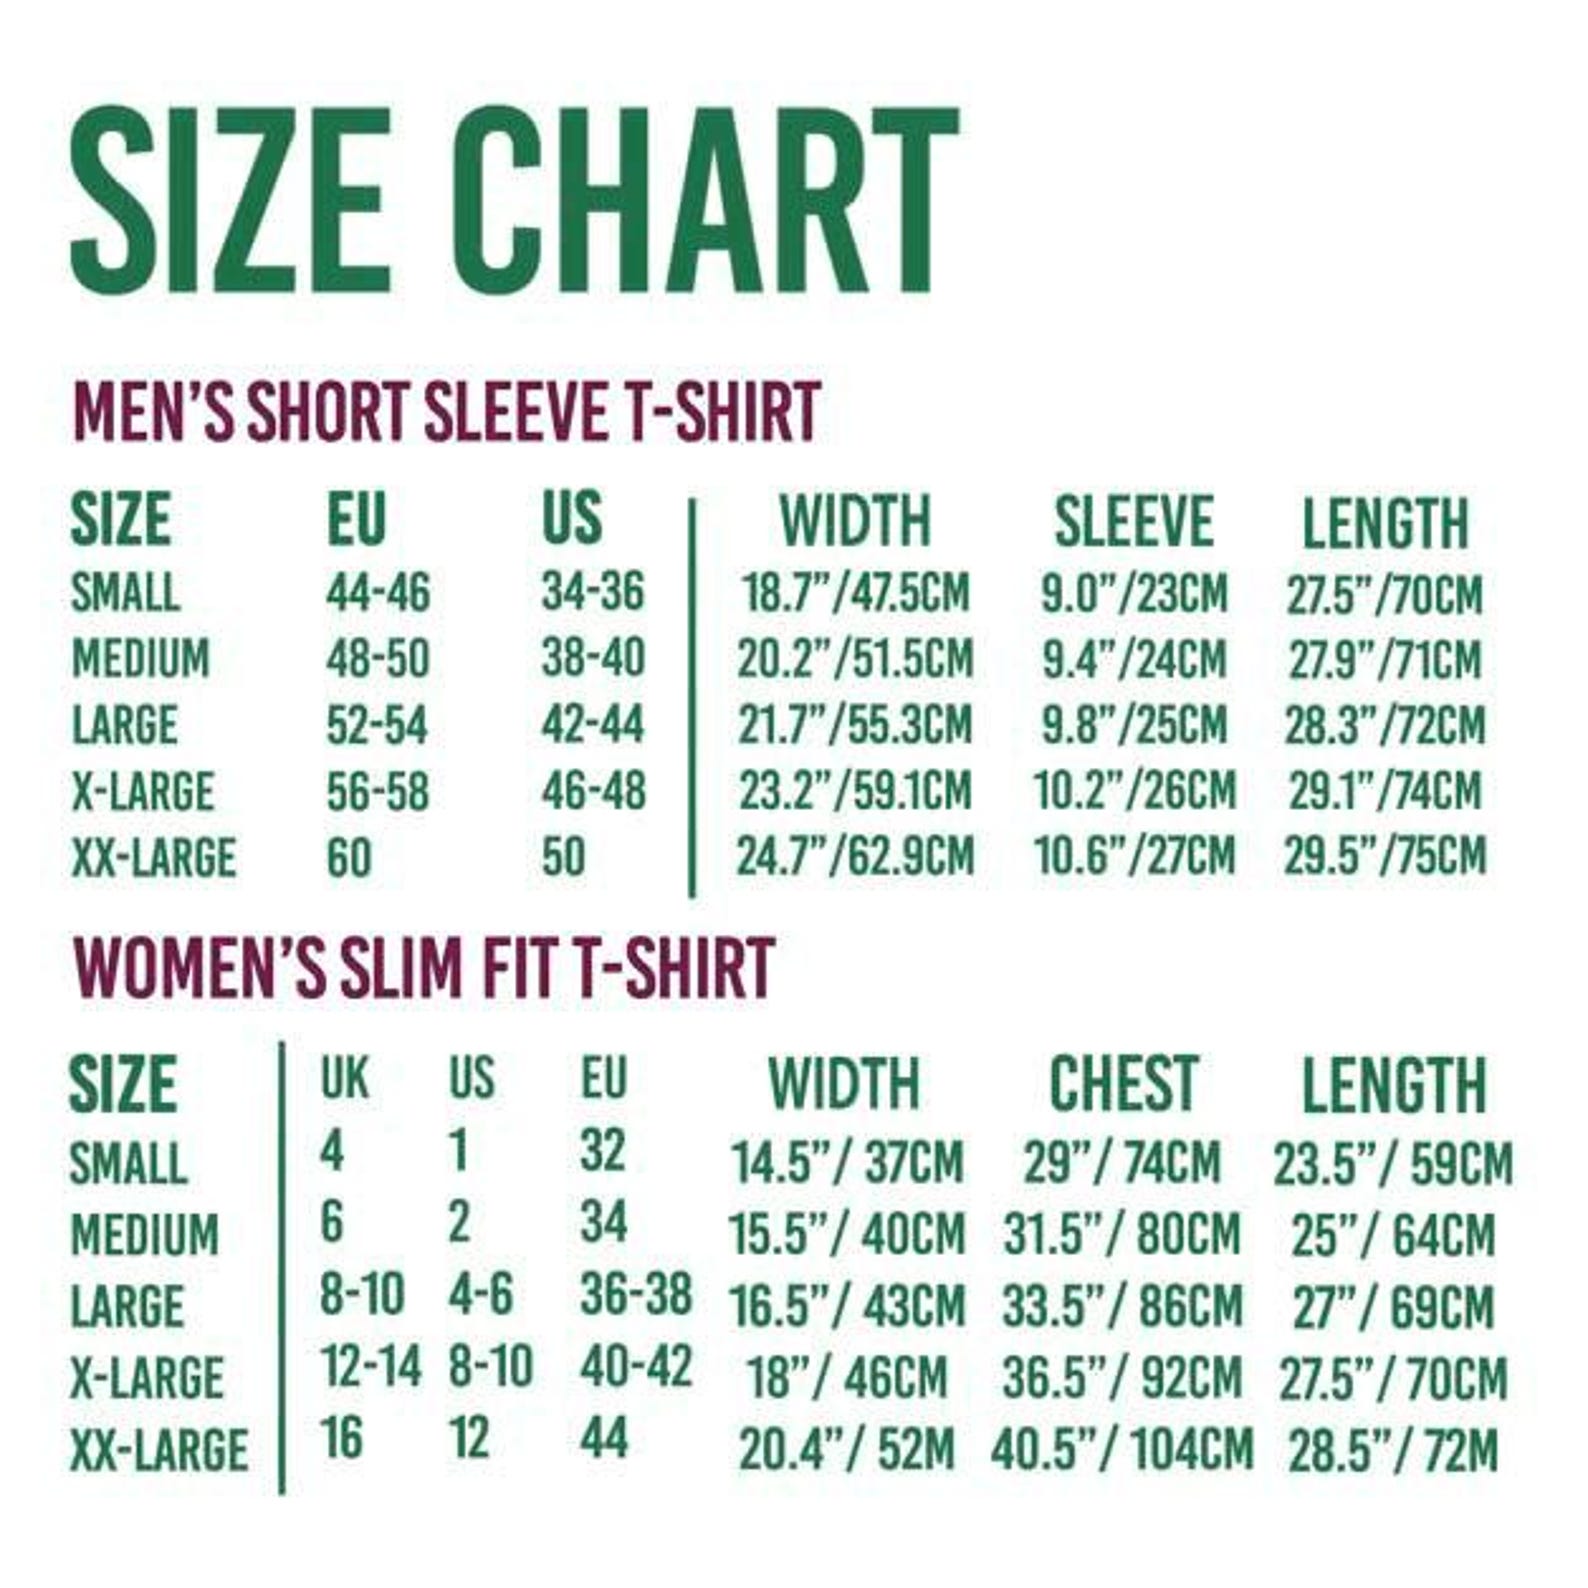 SIZE CHART
MEN’S SHORT SLEEVE T-SHIRT
SIZE EU US WIDTH SLEEVE LENGTH
SMALL 44-46 34-36 18.7”/47.5CM 9.0”/23CM 27.5”/70CM
MEDIUM 48-50 38-40 20.2”/51.5CM 9.4”/24CM 27.9”/71CM
LARGE 52-54 42-44 21.7”/55.3CM 9.8”/25CM 28.3”/72CM
X-LARGE 56-58 46-48 23.2”/59.1CM 10.2”/26CM 29.1”/74CM
XX-LARGE 60 50 24.7”/62.9CM 10.6”/27CM 29.5”/75CM
WOMEN’S SLIM FIT T-SHIRT
SIZE UK US EU WIDTH CHEST LENGTH
SMALL 4 1 32 14.5”/ 37CM 29”/ 74CM 23.5”/ 59CM
MEDIUM 6 2 34 15.5”/ 40CM 31.5”/ 80CM 25”/ 64CM
LARGE 8-10 4-6 36-38 16.5”/ 43CM 33.5”/ 86CM 27”/ 69CM
X-LARGE 12-14 8-10 40-42 18”/ 46CM 36.5”/ 92CM 27.5”/ 70CM
XX-LARGE 16 12 44 20.4”/ 52M 40.5”/ 104CM 28.5”/ 72M